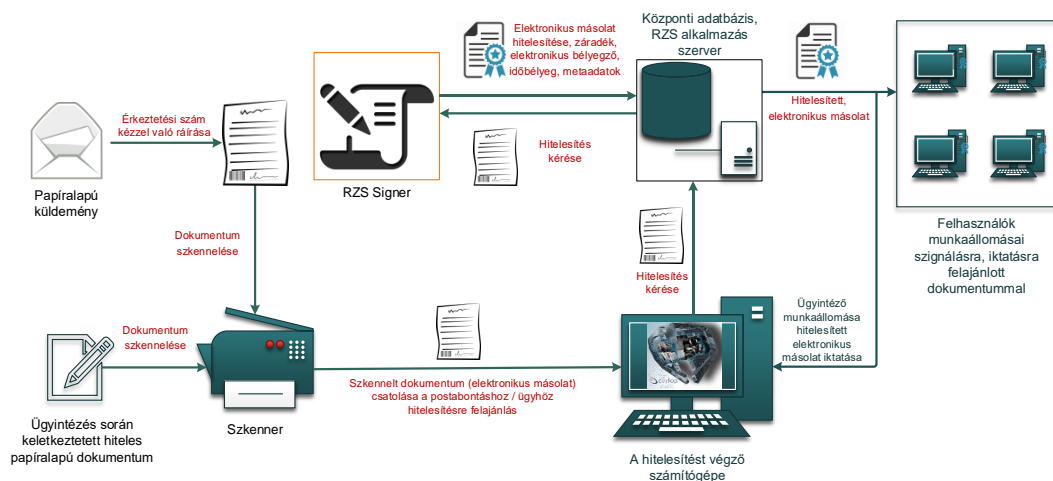 Elektronikus másolat
hitelesítése, záradék,
elektronikus bélyegző,
időbélyeg, metaadatok
Központi adatbázis,
RZS alkalmazás
szerver
Hitelesített,
elektronikus másolat
Érkeztetési szám
kézzel való ráírása
Hitelesítés
kérése
RZS Signer
Papíralapú
küldemény
Dokumentum
szkennelése
Hitelesítés
kérése
Felhasználók
munkaállomásai
szignálásra, iktatásra
felajánlott
dokumentummal
Ügyintéző
munkaállomása
hitelesített
elektronikus
másolat iktatása
Dokumentum
szkennelése
Szkennelt dokumentum (elektronikus másolat)
csatolása a postabontáshoz / ügyhöz
hitelesítésre felajánlás
Ügyintézés során
keletkeztetett hiteles
papíralapú dokumentum
Szkenner
A hitelesítést végző
számítógépe